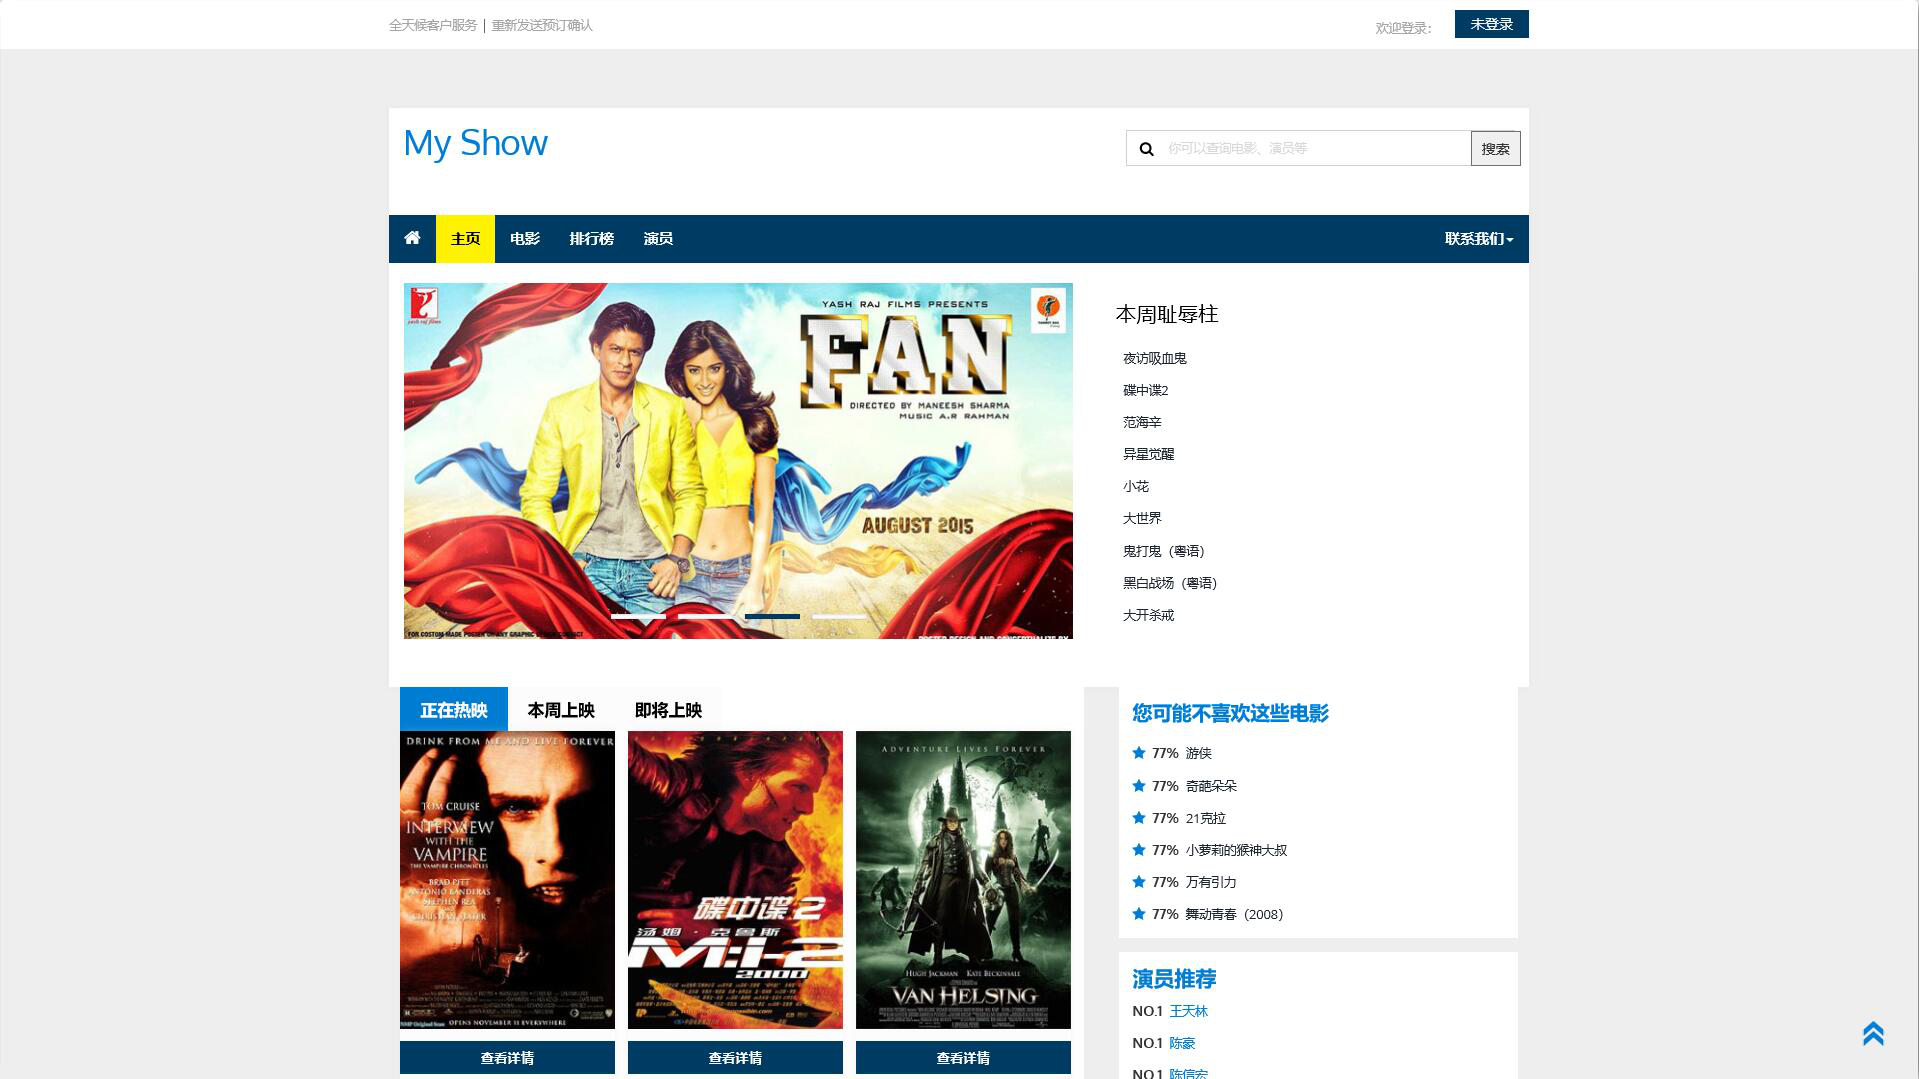 全天候客户服务 | 重新发送预订确认
欢迎登录:
未登录
My Show
你可以查询电影、演员等
搜索
主页
电影
排行榜
演员
联系我们
YASH RAJ FILMS PRESENTS
FAN
DIRECTED BY MANEESH SHARMA
MUSIC A.R RAHMAN
AUGUST 2015
本周耻辱柱
夜访吸血鬼
碟中谍2
范海辛
异星觉醒
小花
大世界
鬼打鬼（粤语）
黑白战场（粤语）
大开杀戒
正在热映
本周上映
即将上映
DRINK FROM ME AND LIVE FOREVER
TOM CRUISE
INTERVIEW
WITH THE
VAMPIRE
THE VAMPIRE CHRONICLES
BRAD PITT
ANTONIO BANDERAS
STEPHEN REA
CHRISTIAN SLATER
OPENS NOVEMBER 11 EVERYWHERE
碟中谍2
汤姆·克鲁斯
M:I-2
2000
ADVENTURE LIVES FOREVER
HUGH JACKMAN KATE BECKINSALE
VAN HELSING
查看详情
查看详情
查看详情
您可能不喜欢这些电影
77% 游侠
77% 奇葩朵朵
77% 21克拉
77% 小萝莉的猴神大叔
77% 万有引力
77% 舞动青春（2008）
演员推荐
NO.1 王天林
NO.1 陈豪
NO.1 陈信宏